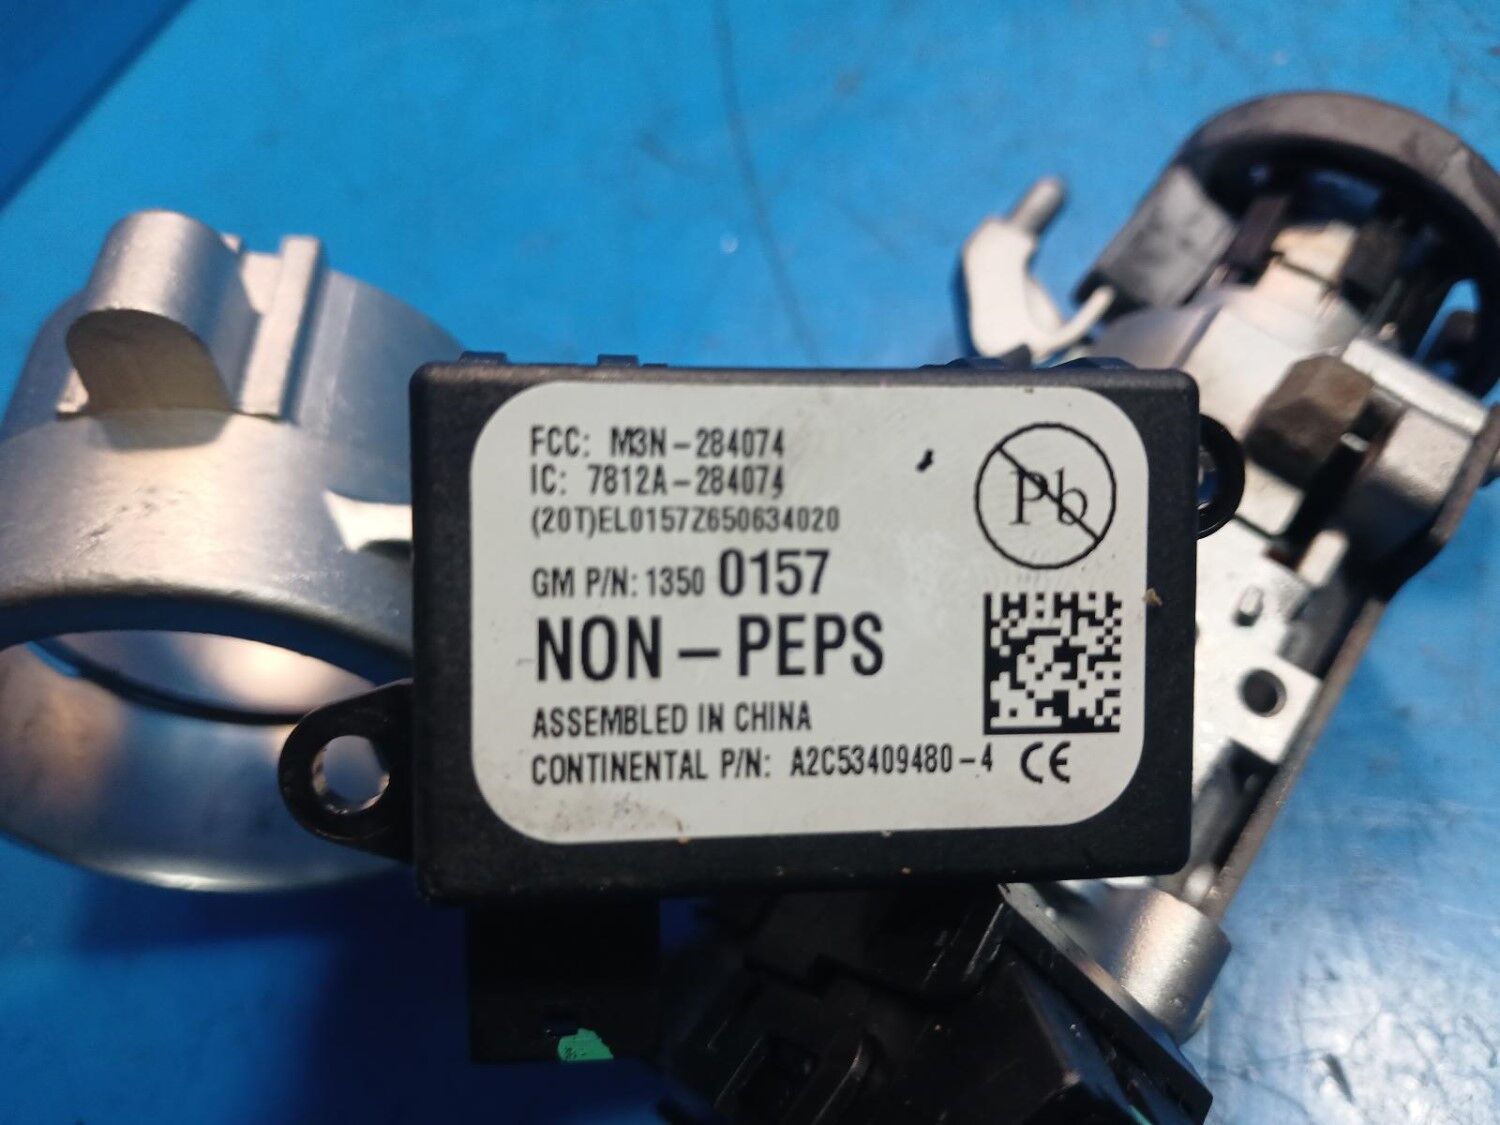 FCC: M3N-284074
IC: 7812A-284074
(20T)EL0157Z650634020
GM P/N: 1350 0157
NON-PEPS
ASSEMBLED IN CHINA
CONTINENTAL P/N: A2C53409480-4 CE
Pb